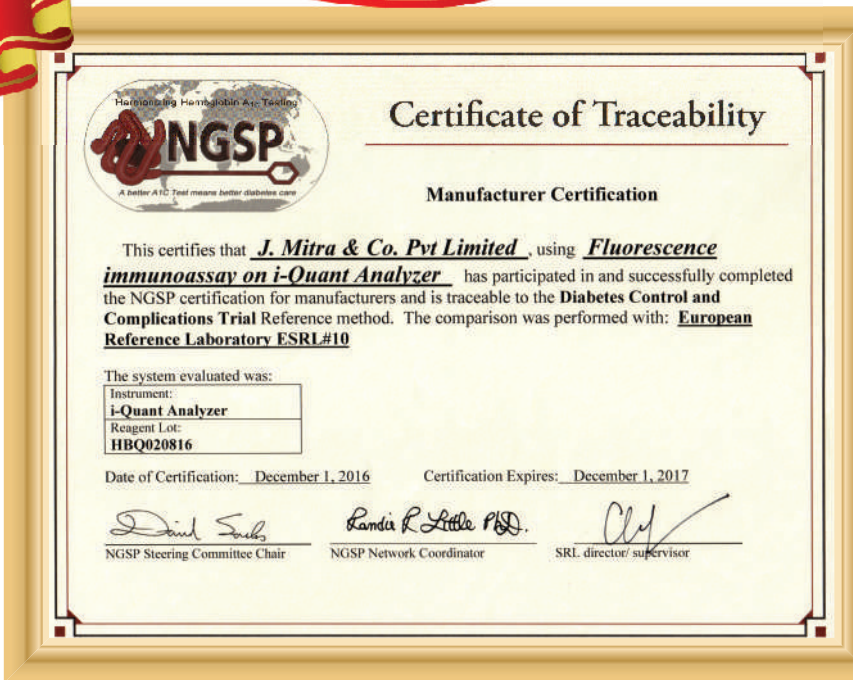 Harmonizing Hemoglobin A1c Testing
NGSP
A better A1C Test means better diabetes care
Certificate of Traceability
Manufacturer Certification
This certifies that J. Mitra & Co. Pvt Limited , using Fluorescence
immunoassay on i-Quant Analyzer has participated in and successfully completed
the NGSP certification for manufacturers and is traceable to the Diabetes Control and
Complications Trial Reference method. The comparison was performed with: European
Reference Laboratory ESRL#10
The system evaluated was:
Instrument:
i-Quant Analyzer
Reagent Lot:
HBQ020816
Date of Certification: December 1, 2016 Certification Expires: December 1, 2017
David Sacks Randie R Little PhD.
NGSP Steering Committee Chair NGSP Network Coordinator SRL director/ supervisor